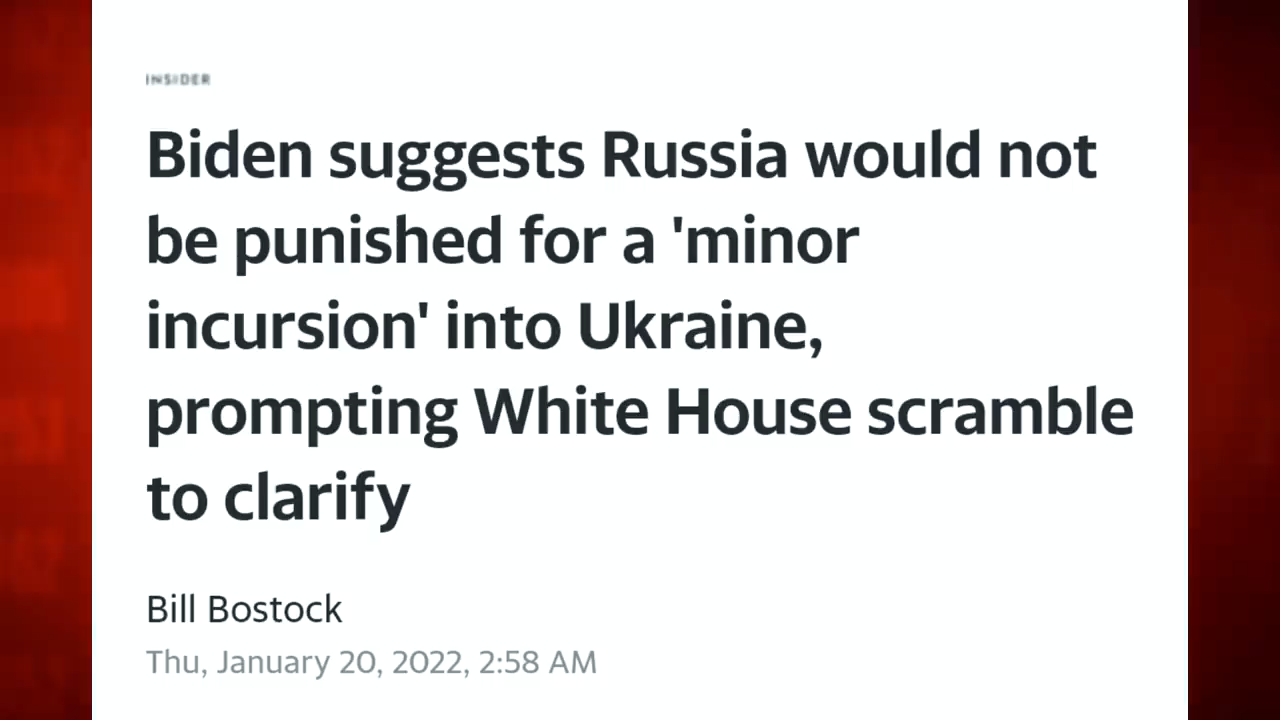 INSIDER
Biden suggests Russia would not
be punished for a 'minor
incursion' into Ukraine,
prompting White House scramble
to clarify
Bill Bostock
Thu, January 20, 2022, 2:58 AM